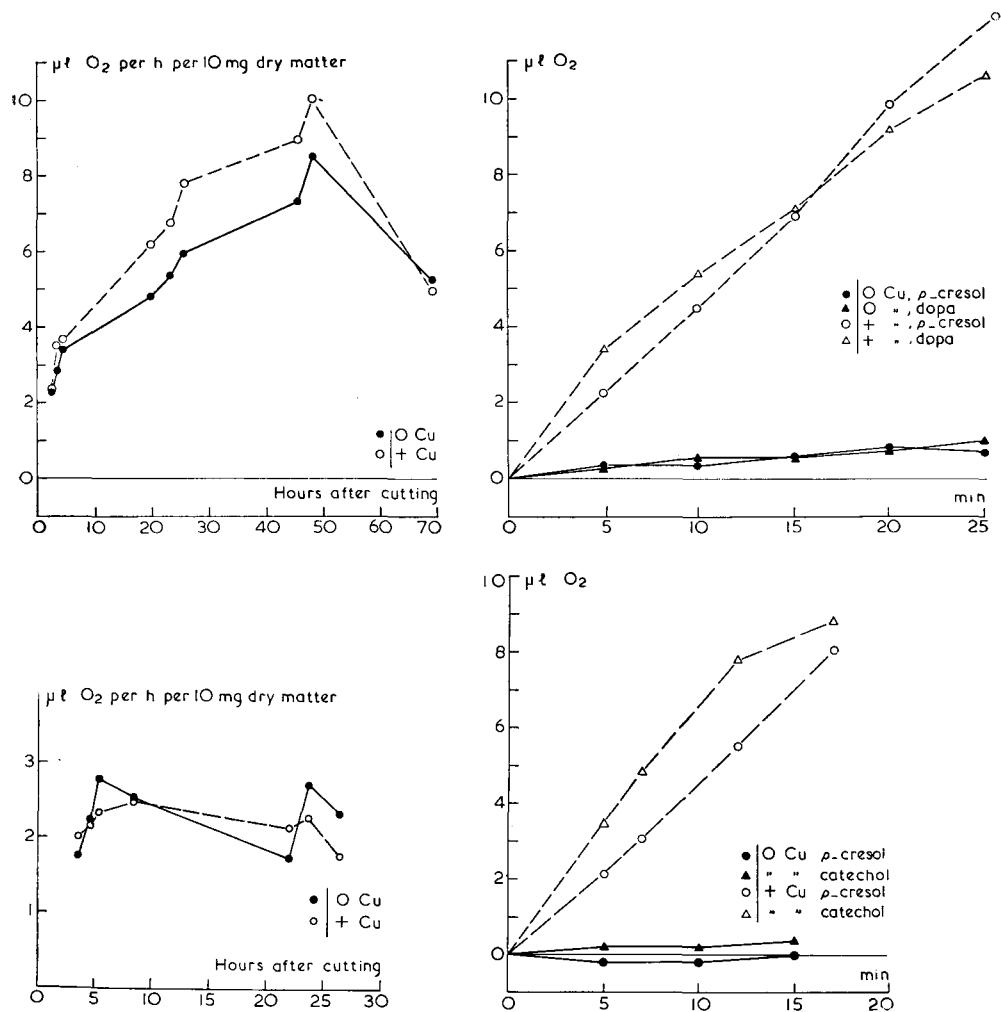 µℓ O2 per h per 10 mg dry matter
10
8
6
4
2
0
● O Cu
○ + Cu
Hours after cutting
0 10 20 30 40 50 60 70
µℓ O2
10
8
6
4
2
0
● O Cu, p-cresol
▲ O " , dopa
○ + " , p-cresol
△ + " , dopa
min
0 5 10 15 20 25
µℓ O2 per h per 10 mg dry matter
3
2
1
● O Cu
○ + Cu
Hours after cutting
0 5 10 15 20 25 30
10 µℓ O2
8
6
4
2
0
● O Cu p-cresol
▲ " " catechol
○ + Cu p-cresol
△ " " catechol
min
0 5 10 15 20